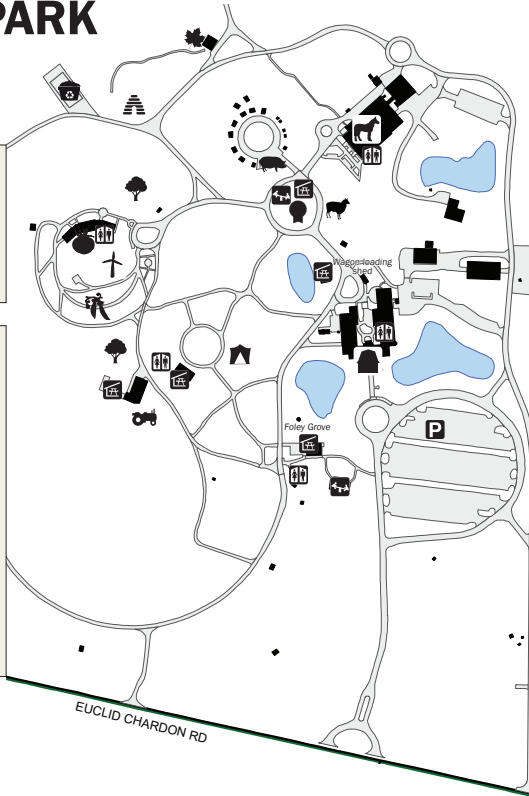 PARK
Wagon loading
shed
Foley Grove
P
EUCLID CHARDON RD